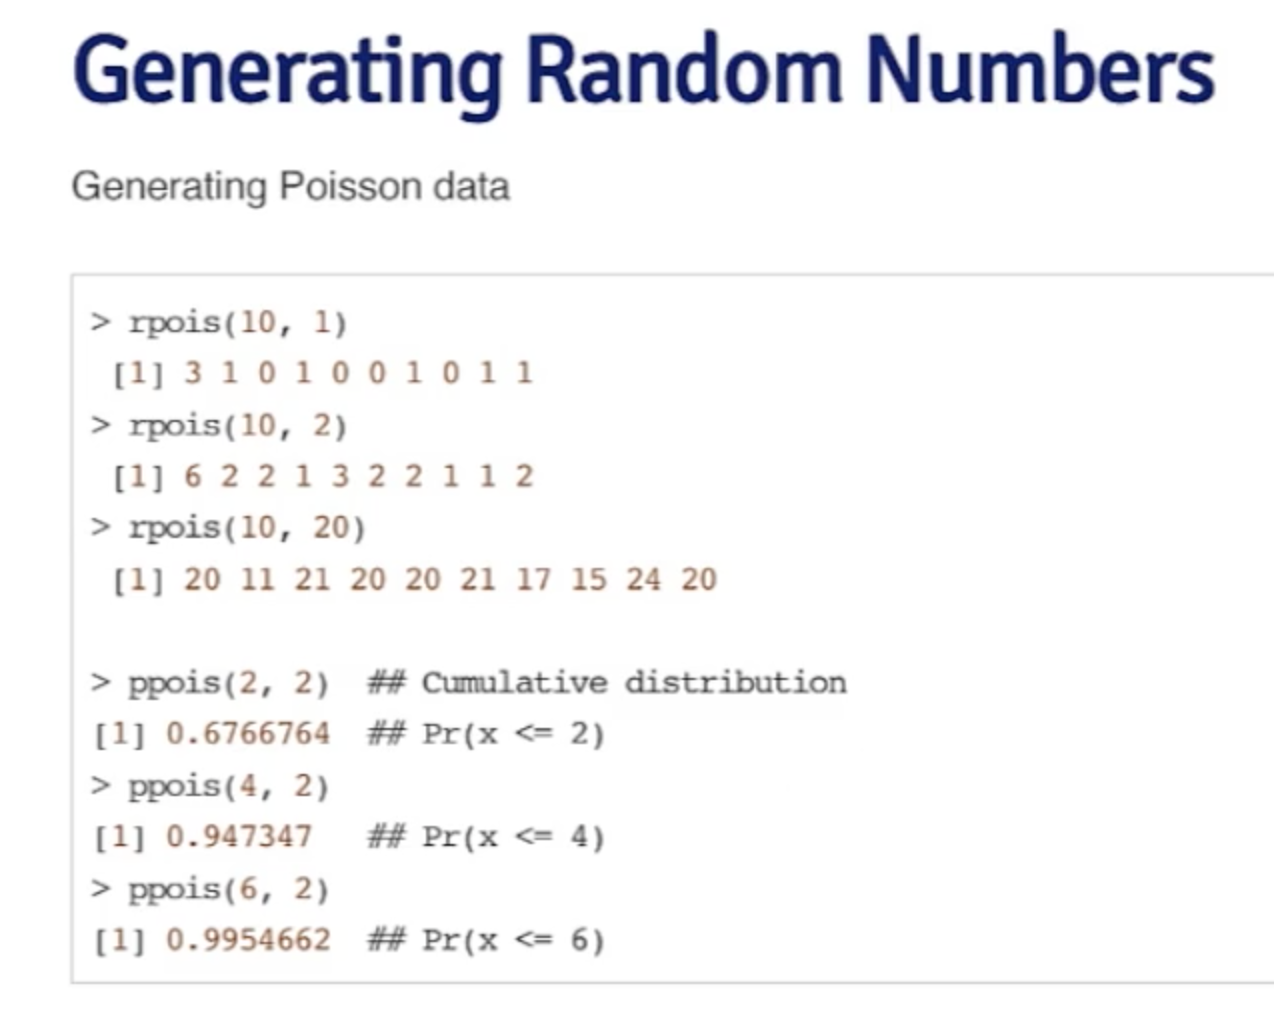 Generating Random Numbers
Generating Poisson data
> rpois(10, 1)
[1] 3 1 0 1 0 0 1 0 1 1
> rpois(10, 2)
[1] 6 2 2 1 3 2 2 1 1 2
> rpois(10, 20)
[1] 20 11 21 20 20 21 17 15 24 20
> ppois(2, 2)  ## Cumulative distribution
[1] 0.6766764  ## Pr(x <= 2)
> ppois(4, 2)
[1] 0.947347   ## Pr(x <= 4)
> ppois(6, 2)
[1] 0.9954662  ## Pr(x <= 6)